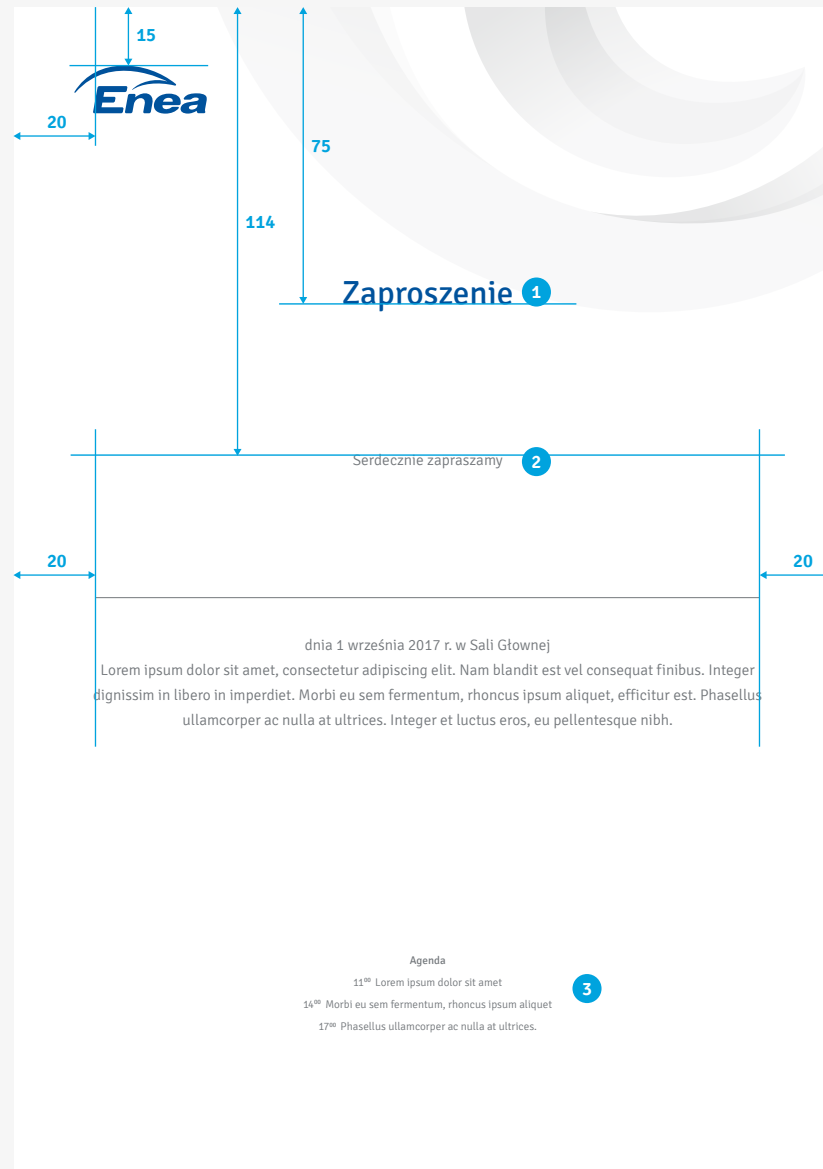 15
Enea
20
75
114
Zaproszenie 1
Serdecznie zapraszamy 2
20
20
dnia 1 września 2017 r. w Sali Głownej
Lorem ipsum dolor sit amet, consectetur adipiscing elit. Nam blandit est vel consequat finibus. Integer
dignissim in libero in imperdiet. Morbi eu sem fermentum, rhoncus ipsum aliquet, efficitur est. Phasellus
ullamcorper ac nulla at ultrices. Integer et luctus eros, eu pellentesque nibh.
Agenda
11⁰⁰ Lorem ipsum dolor sit amet
3
14⁰⁰ Morbi eu sem fermentum, rhoncus ipsum aliquet
17⁰⁰ Phasellus ullamcorper ac nulla at ultrices.